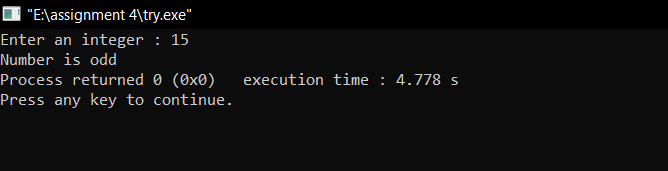 "E:\assignment 4\try.exe"
Enter an integer : 15
Number is odd
Process returned 0 (0x0)   execution time : 4.778 s
Press any key to continue.